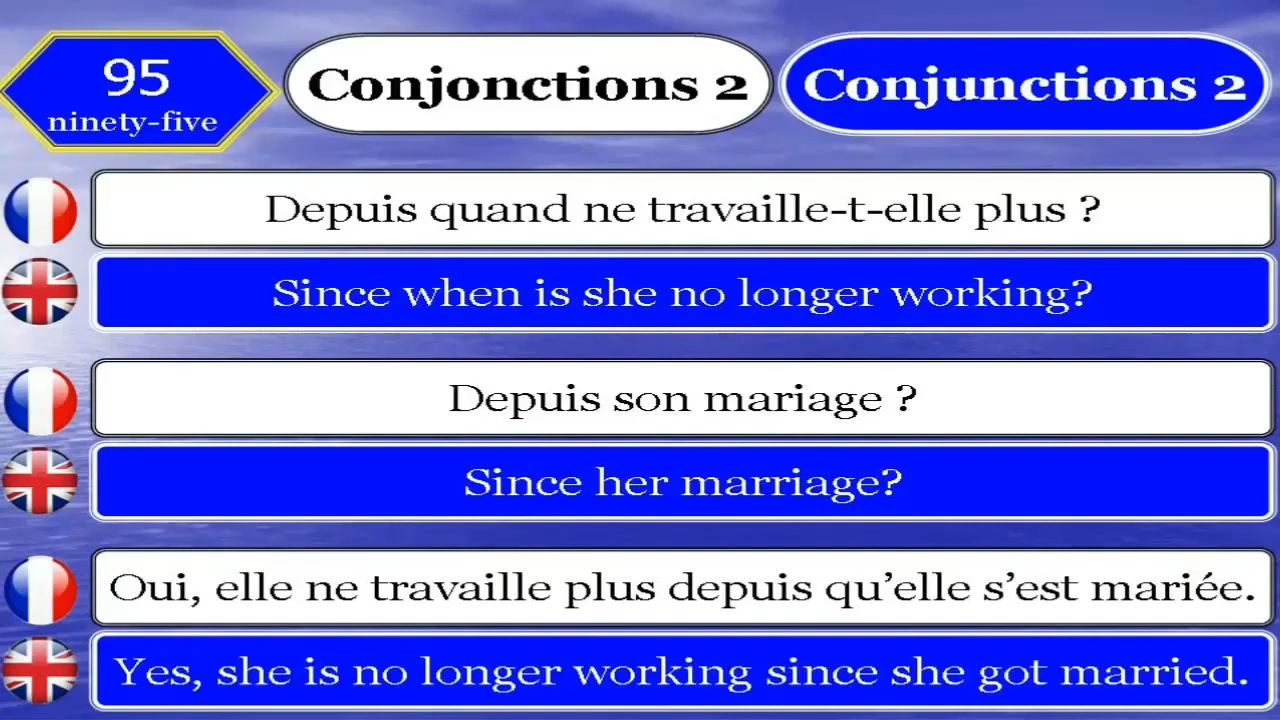 95
ninety-five
Conjonctions 2
Conjunctions 2
Depuis quand ne travaille-t-elle plus ?
Since when is she no longer working?
Depuis son mariage ?
Since her marriage?
Oui, elle ne travaille plus depuis qu’elle s’est mariée.
Yes, she is no longer working since she got married.